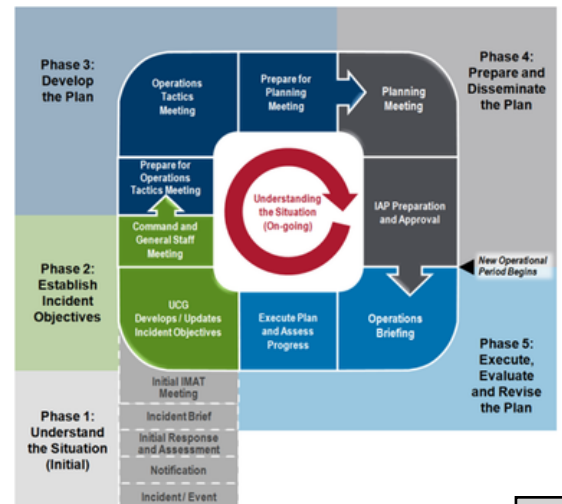 Phase 3:
Develop
the Plan
Operations
Tactics
Meeting
Prepare for
Planning
Meeting
Planning
Meeting
Phase 4:
Prepare and
Disseminate
the Plan
Prepare for
Operations
Tactics Meeting
Understanding
the Situation
(On-going)
IAP Preparation
and Approval
Command and
General Staff
Meeting
Phase 2:
Establish
Incident
Objectives
New Operational
Period Begins
UCG
Develops / Updates
Incident Objectives
Execute Plan
and Assess
Progress
Operations
Briefing
Phase 5:
Execute,
Evaluate
and Revise
the Plan
Phase 1:
Understand
the Situation
(Initial)
Initial IMAT
Meeting
Incident Brief
Initial Response
and Assessment
Notification
Incident / Event